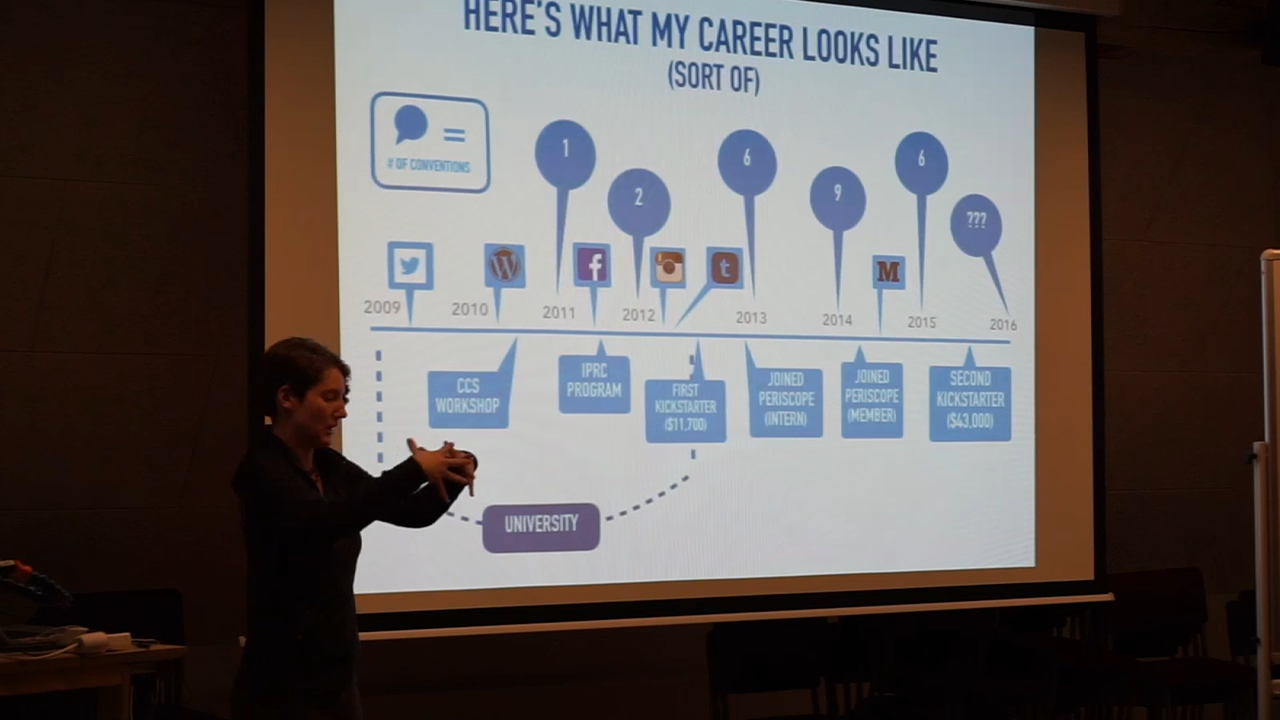 HERE'S WHAT MY CAREER LOOKS LIKE
(SORT OF)
=
# OF CONVENTIONS
1
2
6
9
6
???
W
f
t
M
2009
2010
2011
2012
2013
2014
2015
2016
CCS
WORKSHOP
IPRC
PROGRAM
FIRST
KICKSTARTER
($11,700)
JOINED
PERISCOPE
(INTERN)
JOINED
PERISCOPE
(MEMBER)
SECOND
KICKSTARTER
($43,000)
UNIVERSITY